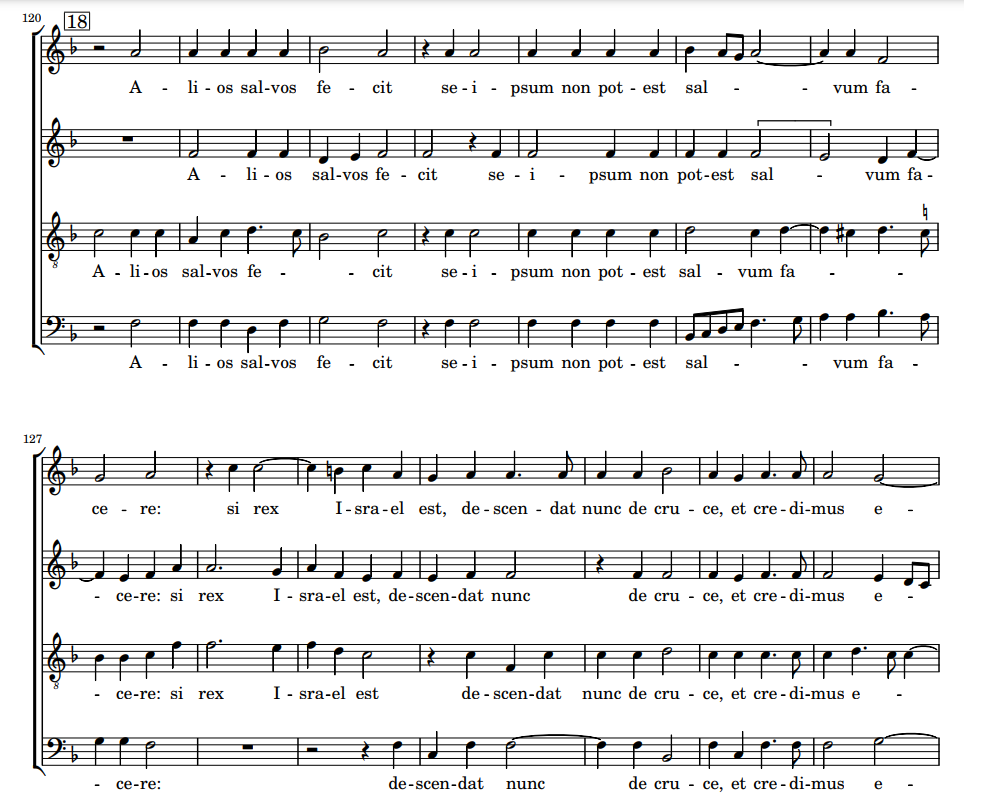 120 18
A - li - os sal-vos fe - cit se - i - psum non pot - est sal - - vum fa -
A - li - os sal-vos fe - cit se - i - psum non pot-est sal - vum fa -
8
A - li - os sal-vos fe - - cit se - i - psum non pot - est sal - vum fa - - -
A - li - os sal-vos fe - cit se - i - psum non pot - est sal - - vum fa -
127
ce - re: si rex I - sra - el est, de - scen - dat nunc de cru - ce, et cre - di - mus e -
- ce-re: si rex I - sra-el est, de-scen-dat nunc de cru - ce, et cre - di - mus e -
8
- ce-re: si rex I - sra-el est de - scen-dat nunc de cru - ce, et cre - di - mus e -
- ce-re: de-scen-dat nunc de cru - ce, et cre - di - mus e -